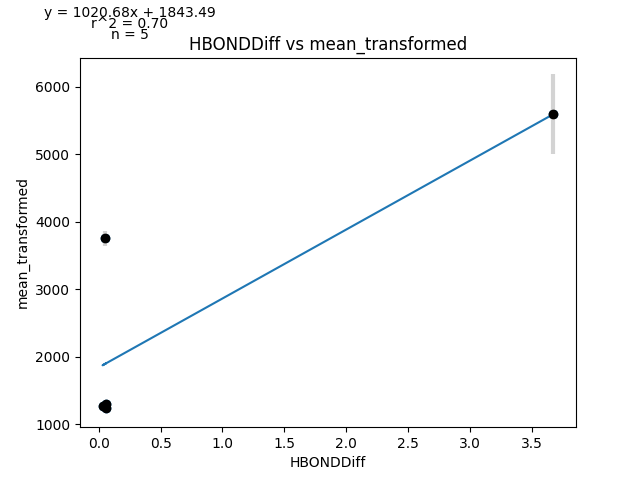 y = 1020.68x + 1843.49
r^2 = 0.70
n = 5
HBONDDiff vs mean_transformed
6000
5000
4000
3000
2000
1000
mean_transformed
0.0 0.5 1.0 1.5 2.0 2.5 3.0 3.5
HBONDDiff